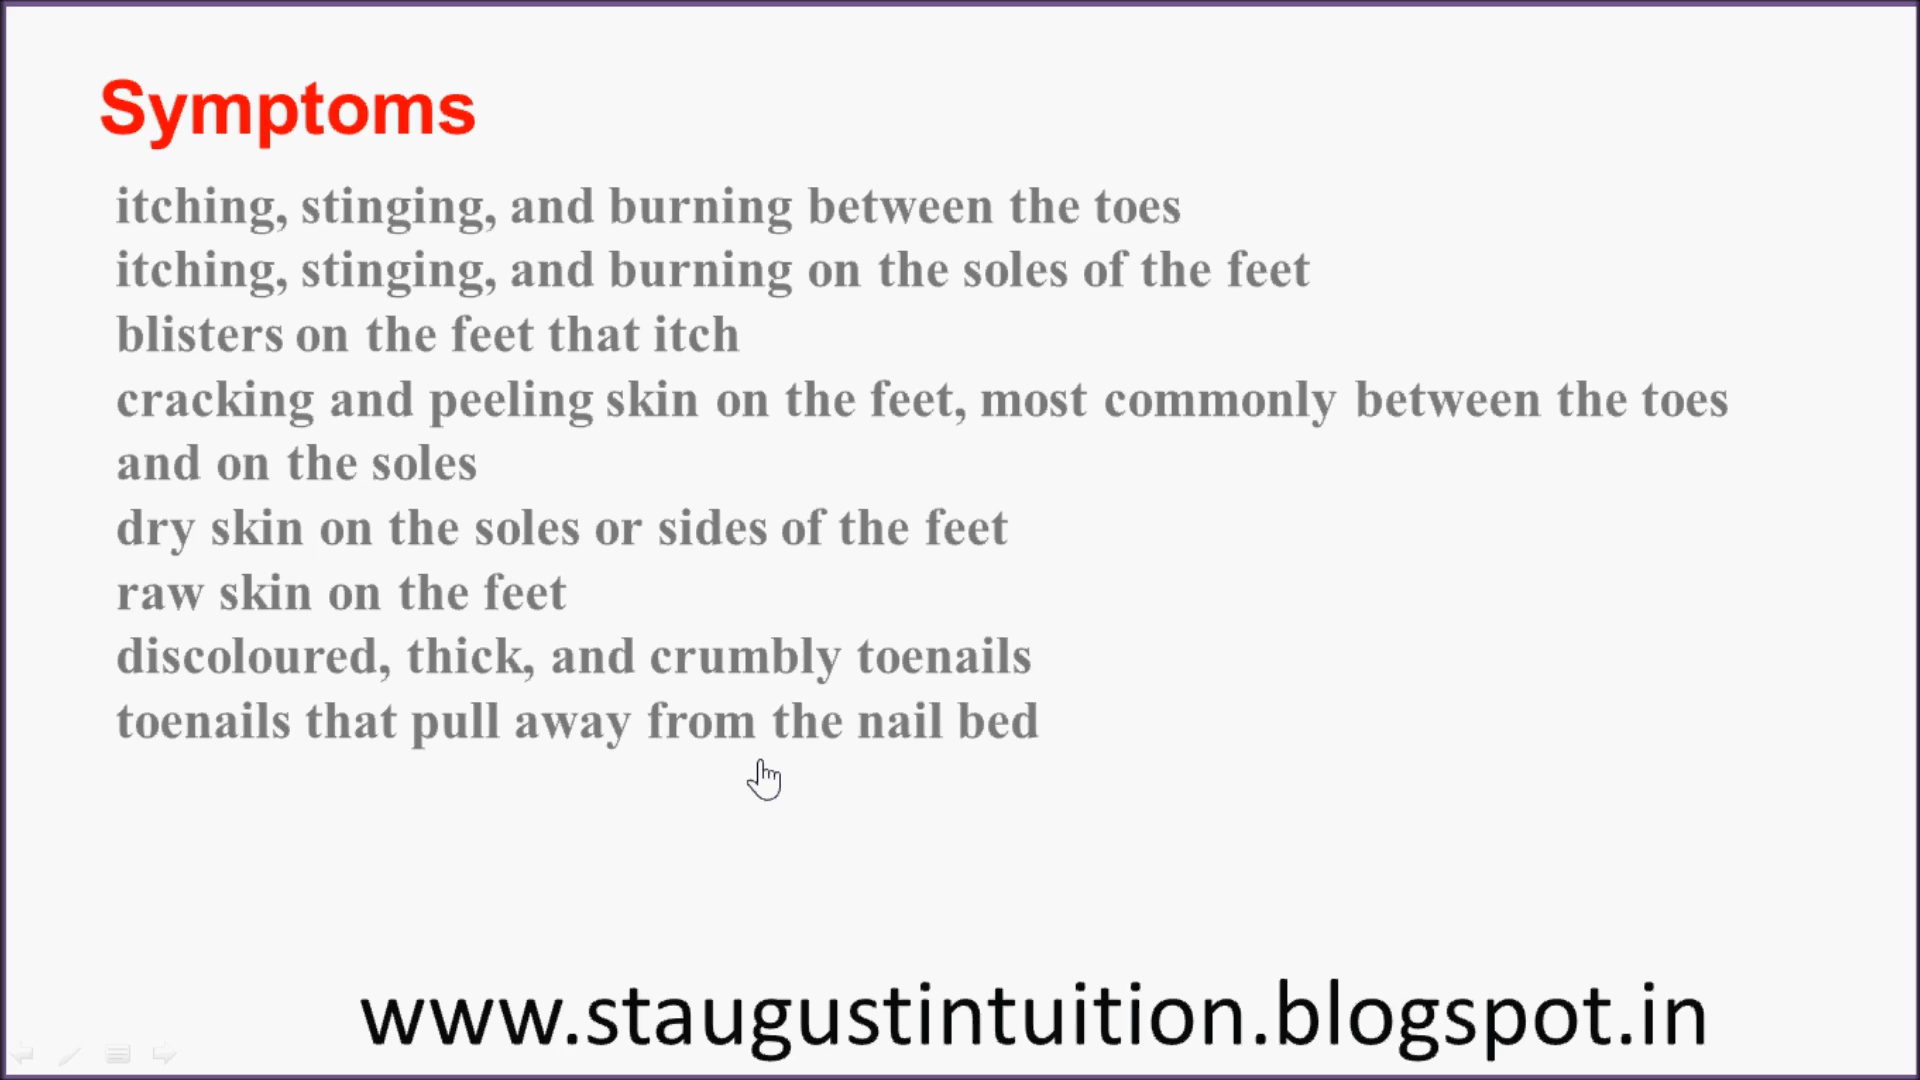 Symptoms
itching, stinging, and burning between the toes
itching, stinging, and burning on the soles of the feet
blisters on the feet that itch
cracking and peeling skin on the feet, most commonly between the toes
and on the soles
dry skin on the soles or sides of the feet
raw skin on the feet
discoloured, thick, and crumbly toenails
toenails that pull away from the nail bed
www.staugustintuition.blogspot.in